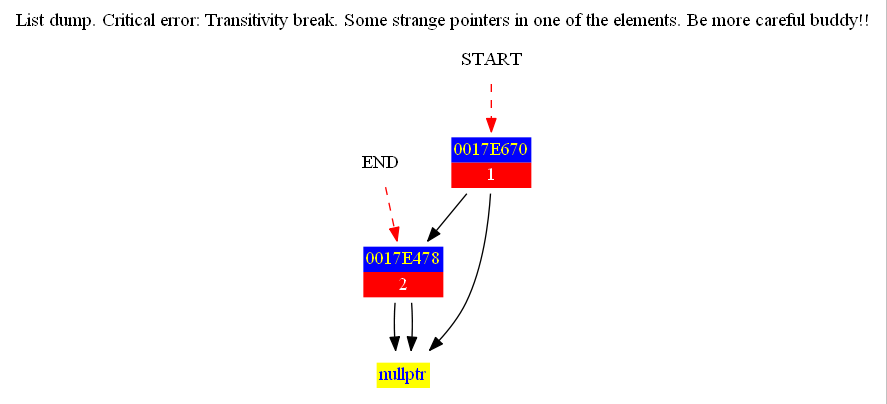 List dump. Critical error: Transitivity break. Some strange pointers in one of the elements. Be more careful buddy!!
START
0017E670
1
END
0017E478
2
nullptr